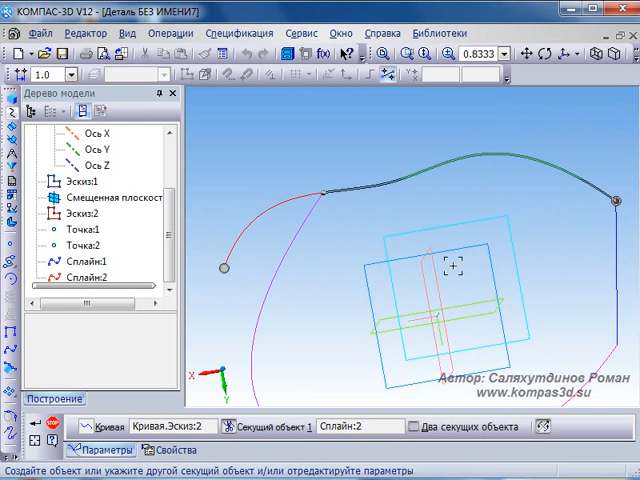 КОМПАС-3D V12 - [Деталь БЕЗ ИМЕНИ7]
Файл Редактор Вид Операции Спецификация Сервис Окно Справка Библиотеки
0.8333
1.0
Дерево модели
Ось X
Ось Y
Ось Z
Эскиз:1
Смещенная плоскост
Эскиз:2
Точка:1
Точка:2
Сплайн:1
Сплайн:2
Построение
X
Y
Автор: Саляхутдинов Роман
www.kompas3d.su
Кривая Кривая.Эскиз:2 Секущий объект 1 Сплайн:2 Два секущих объекта
Параметры Свойства
Создайте объект или укажите другой секущий объект и/или отредактируйте параметры